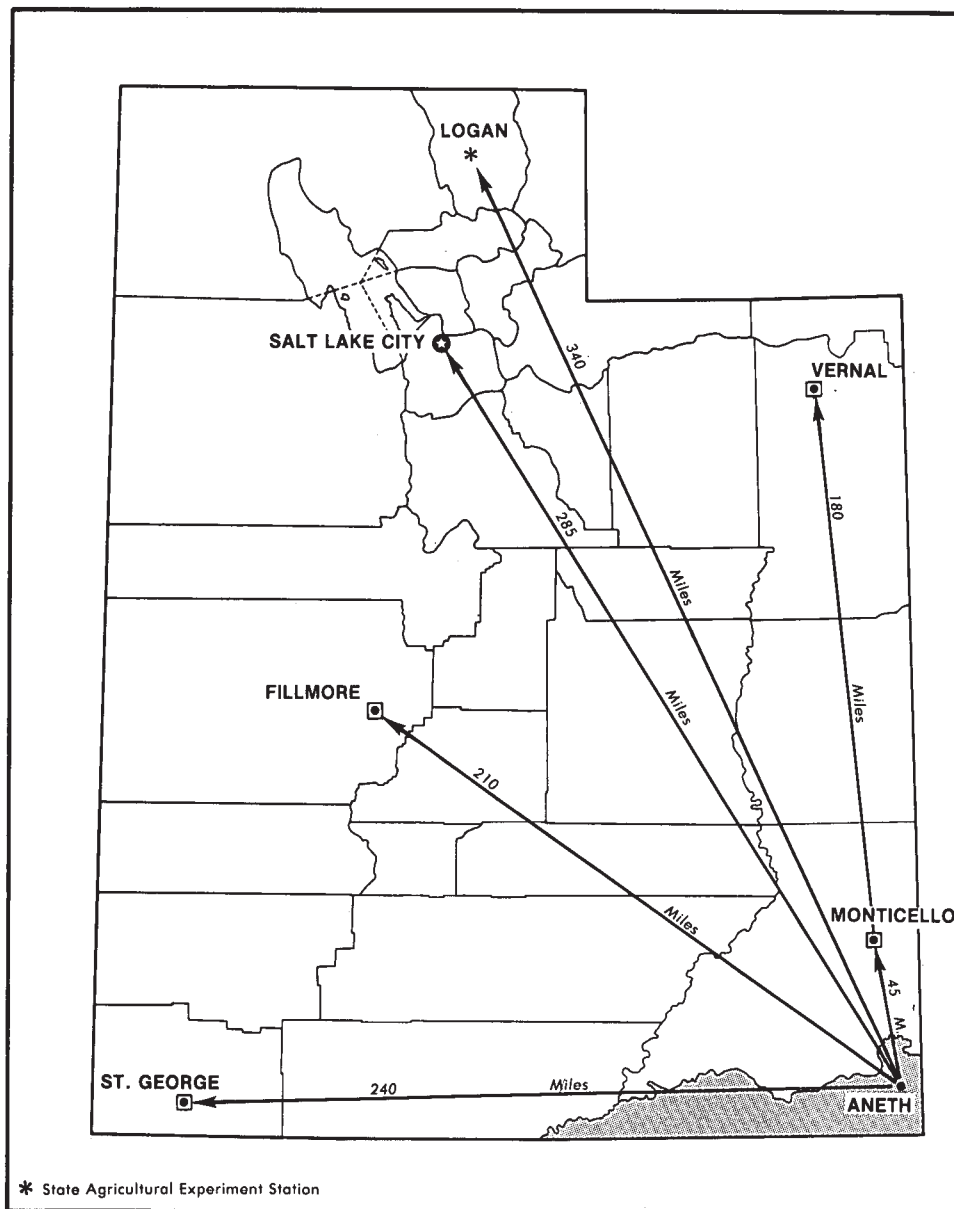 LOGAN
*
SALT LAKE CITY
340
VERNAL
180
285
Miles
Miles
Miles
FILLMORE
210
Miles
MONTICELLO
45
M.
ST. GEORGE
240
Miles
ANETH
* State Agricultural Experiment Station